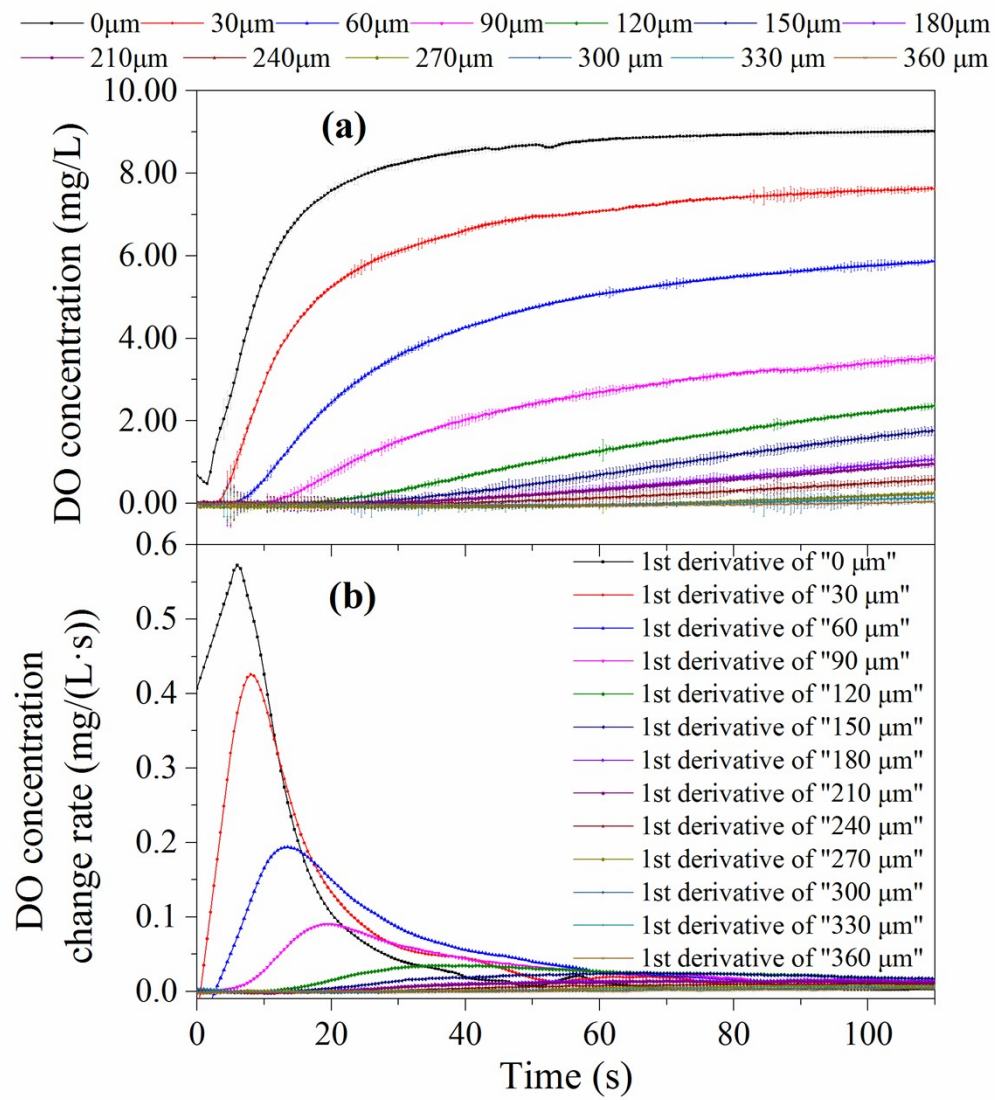 0μm 30μm 60μm 90μm 120μm 150μm 180μm
210μm 240μm 270μm 300 μm 330 μm 360 μm
10.00
8.00
6.00
4.00
2.00
0.00
DO concentration (mg/L)
(a)
0.6
0.5
0.4
0.3
0.2
0.1
0.0
DO concentration
change rate (mg/(L·s))
(b)
1st derivative of "0 μm"
1st derivative of "30 μm"
1st derivative of "60 μm"
1st derivative of "90 μm"
1st derivative of "120 μm"
1st derivative of "150 μm"
1st derivative of "180 μm"
1st derivative of "210 μm"
1st derivative of "240 μm"
1st derivative of "270 μm"
1st derivative of "300 μm"
1st derivative of "330 μm"
1st derivative of "360 μm"
0 20 40 60 80 100
Time (s)